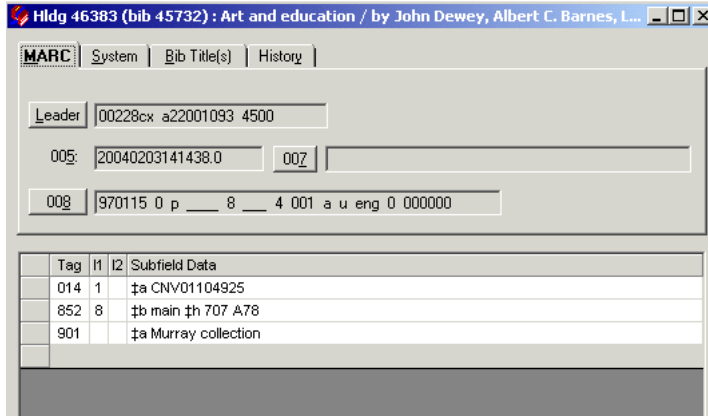 Hldg 46383 (bib 45732) : Art and education / by John Dewey, Albert C. Barnes, L...
MARC System Bib Title(s) History
Leader 00228cx a22001093 4500
005: 20040203141438.0 007
008 970115 0 p ____ 8 ___ 4 001 a u eng 0 000000
Tag I1 I2 Subfield Data
014 1 ‡a CNV01104925
852 8 ‡b main ‡h 707 A78
901 ‡a Murray collection